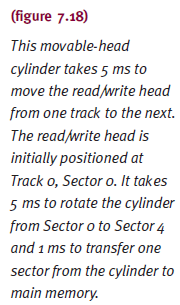 (figure 7.18)
This movable-head
cylinder takes 5 ms to
move the read/write head
from one track to the next.
The read/write head is
initially positioned at
Track 0, Sector 0. It takes
5 ms to rotate the cylinder
from Sector 0 to Sector 4
and 1 ms to transfer one
sector from the cylinder to
main memory.